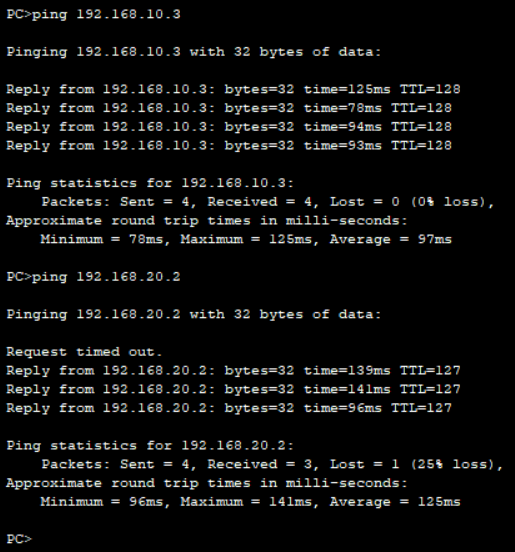 PC>ping 192.168.10.3
Pinging 192.168.10.3 with 32 bytes of data:
Reply from 192.168.10.3: bytes=32 time=125ms TTL=128
Reply from 192.168.10.3: bytes=32 time=78ms TTL=128
Reply from 192.168.10.3: bytes=32 time=94ms TTL=128
Reply from 192.168.10.3: bytes=32 time=93ms TTL=128
Ping statistics for 192.168.10.3:
Packets: Sent = 4, Received = 4, Lost = 0 (0% loss),
Approximate round trip times in milli-seconds:
Minimum = 78ms, Maximum = 125ms, Average = 97ms
PC>ping 192.168.20.2
Pinging 192.168.20.2 with 32 bytes of data:
Request timed out.
Reply from 192.168.20.2: bytes=32 time=139ms TTL=127
Reply from 192.168.20.2: bytes=32 time=141ms TTL=127
Reply from 192.168.20.2: bytes=32 time=96ms TTL=127
Ping statistics for 192.168.20.2:
Packets: Sent = 4, Received = 3, Lost = 1 (25% loss),
Approximate round trip times in milli-seconds:
Minimum = 96ms, Maximum = 141ms, Average = 125ms
PC>